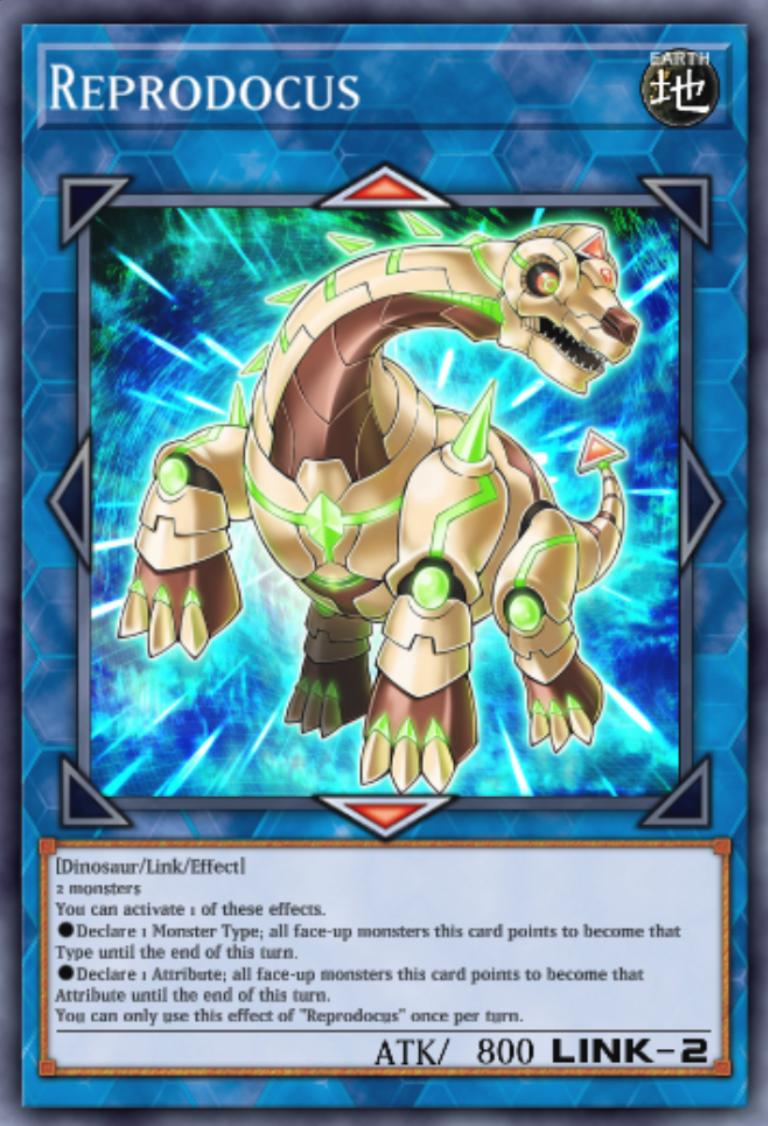 REPRODOCUS
EARTH
地
[Dinosaur/Link/Effect]
2 monsters
You can activate 1 of these effects.
●Declare 1 Monster Type; all face-up monsters this card points to become that
Type until the end of this turn.
●Declare 1 Attribute; all face-up monsters this card points to become that
Attribute until the end of this turn.
You can only use this effect of "Reprodocus" once per turn.
ATK/ 800 LINK-2